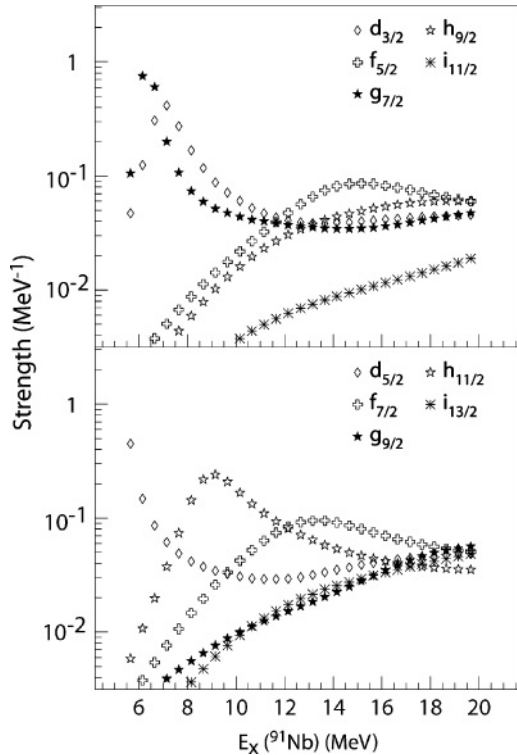 d3/2 h9/2
f5/2 i11/2
g7/2
1
10-1
10-2
Strength (MeV-1)
d5/2 h11/2
f7/2 i13/2
g9/2
1
10-1
10-2
6 8 10 12 14 16 18 20
Ex (91Nb) (MeV)